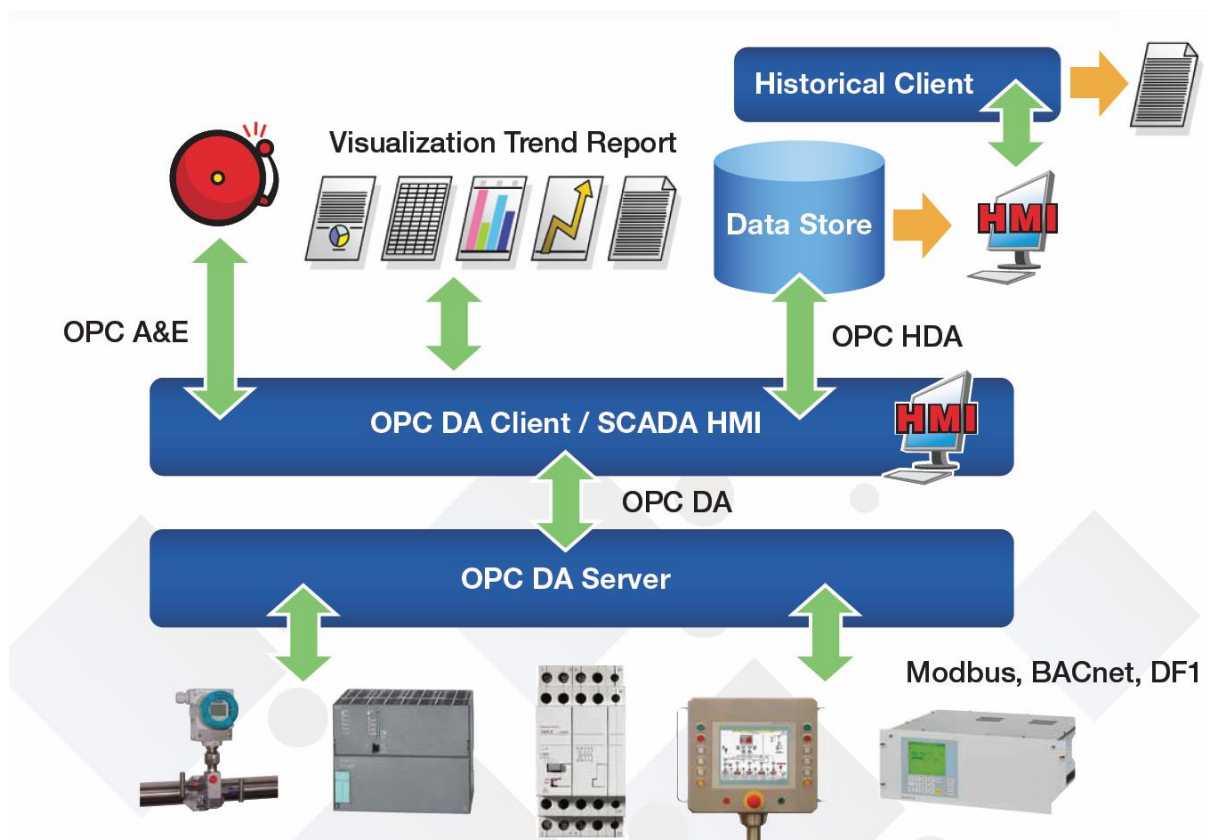 Historical Client
Visualization Trend Report
Data Store
HMI
OPC A&E
OPC HDA
OPC DA Client / SCADA HMI
HMI
OPC DA
OPC DA Server
Modbus, BACnet, DF1